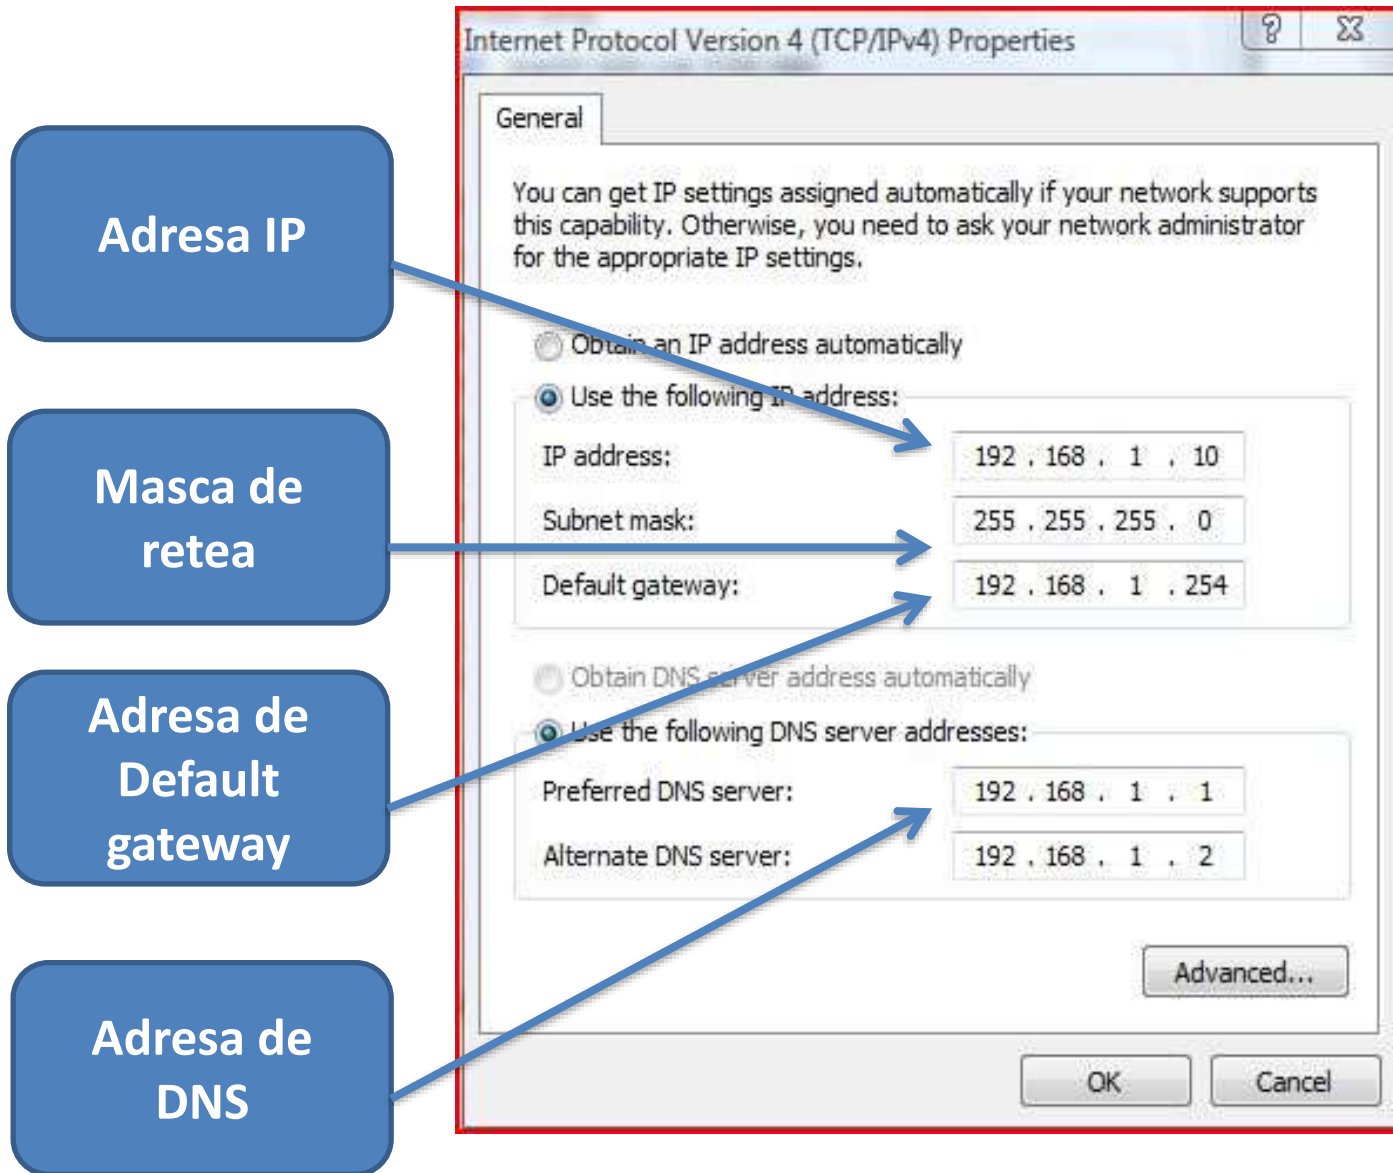 Internet Protocol Version 4 (TCP/IPv4) Properties
General
You can get IP settings assigned automatically if your network supports
this capability. Otherwise, you need to ask your network administrator
for the appropriate IP settings.
Obtain an IP address automatically
Use the following IP address:
IP address: 192 . 168 . 1 . 10
Subnet mask: 255 . 255 . 255 . 0
Default gateway: 192 . 168 . 1 . 254
Obtain DNS server address automatically
Use the following DNS server addresses:
Preferred DNS server: 192 . 168 . 1 . 1
Alternate DNS server: 192 . 168 . 1 . 2
Advanced...
OK Cancel
Adresa IP
Masca de
retea
Adresa de
Default
gateway
Adresa de
DNS